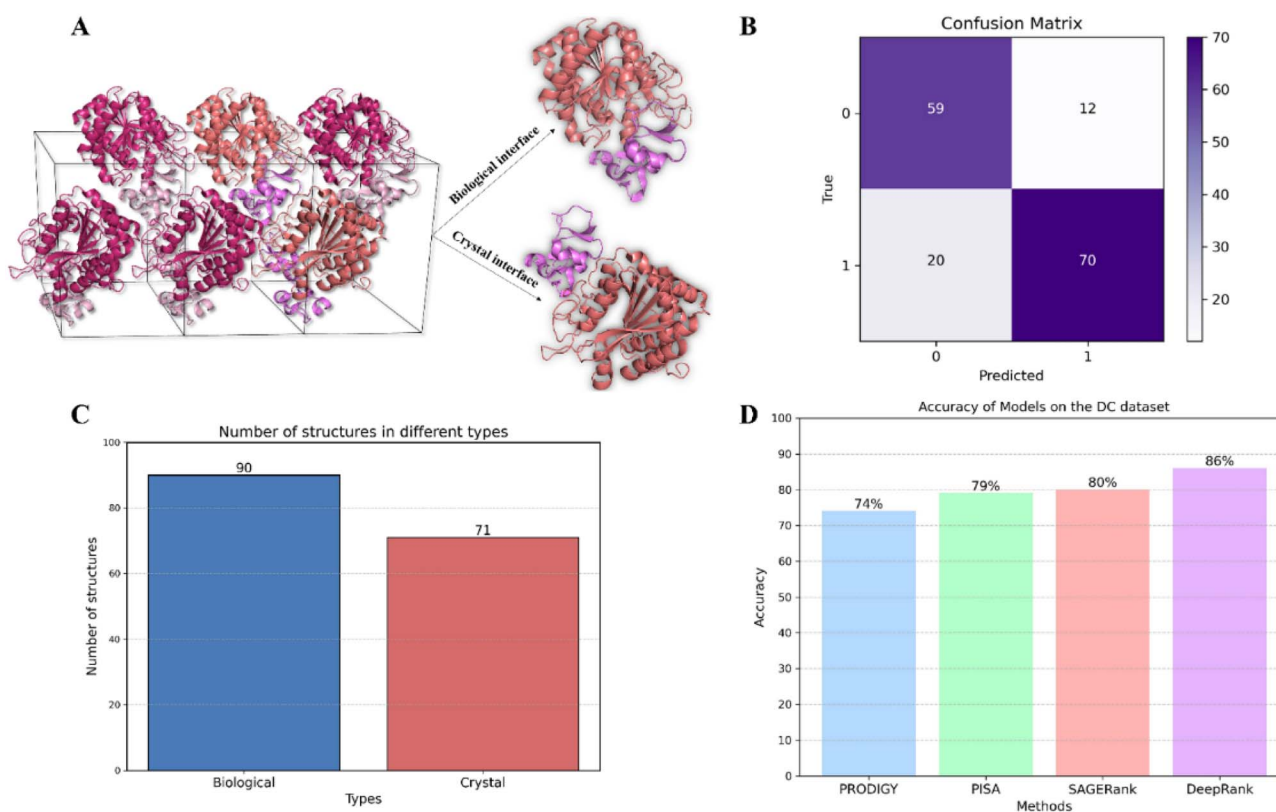 A
Biological interface
Crystal interface
B
Confusion Matrix
True
0
1
59
12
20
70
0
1
Predicted
70
60
50
40
30
20
C
Number of structures in different types
Number of structures
100
80
60
40
20
0
90
71
Biological
Crystal
Types
D
Accuracy of Models on the DC dataset
Accuracy
100
90
80
70
60
50
40
30
20
10
0
74%
79%
80%
86%
PRODIGY
PISA
SAGERank
DeepRank
Methods